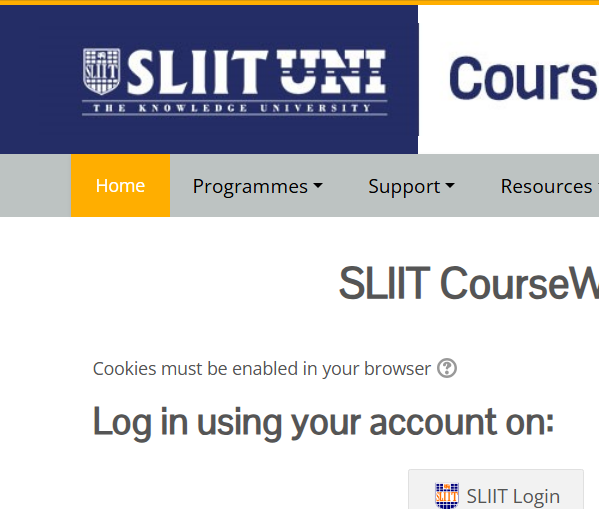 SLIIT UNI
THE KNOWLEDGE UNIVERSITY
Cours
Home Programmes Support Resources
SLIIT CourseW
Cookies must be enabled in your browser
Log in using your account on:
SLIIT SLIIT Login